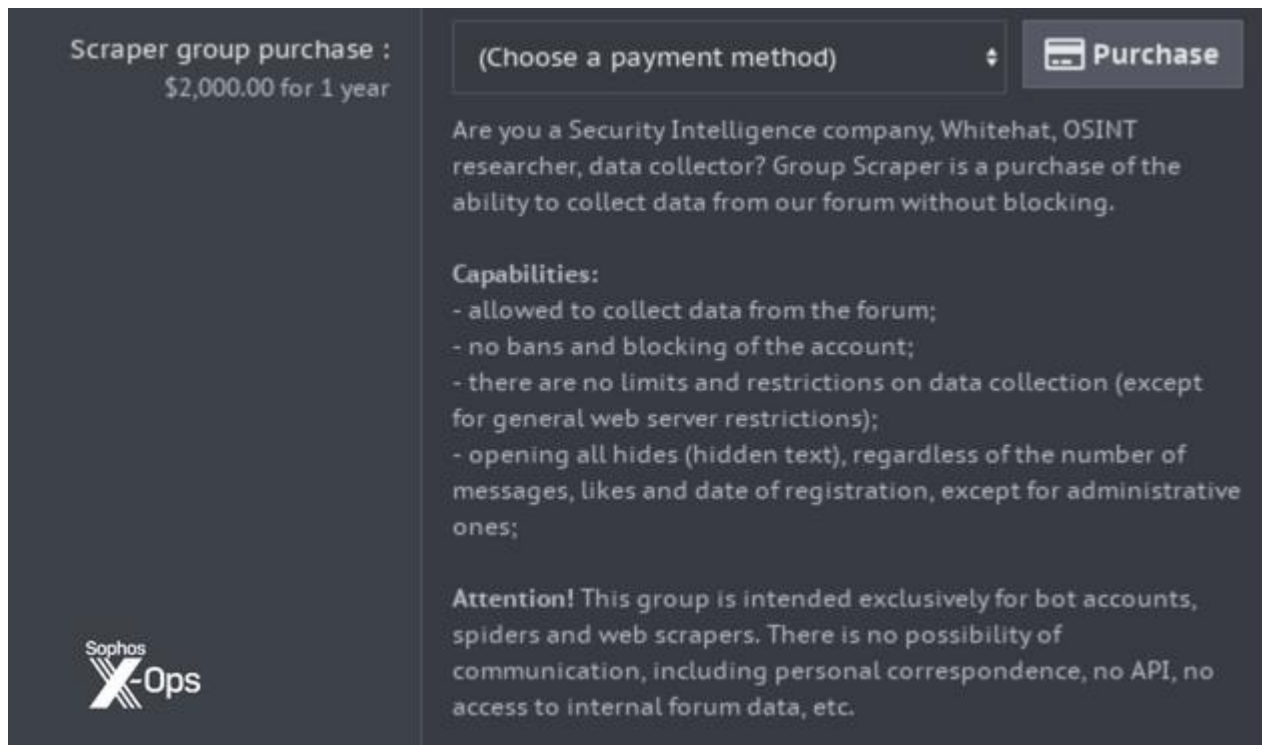 Scraper group purchase :
$2,000.00 for 1 year
(Choose a payment method)
Purchase
Are you a Security Intelligence company, Whitehat, OSINT
researcher, data collector? Group Scraper is a purchase of the
ability to collect data from our forum without blocking.
Capabilities:
- allowed to collect data from the forum;
- no bans and blocking of the account;
- there are no limits and restrictions on data collection (except
for general web server restrictions);
- opening all hides (hidden text), regardless of the number of
messages, likes and date of registration, except for administrative
ones;
Attention! This group is intended exclusively for bot accounts,
spiders and web scrapers. There is no possibility of
communication, including personal correspondence, no API, no
access to internal forum data, etc.
Sophos
X-Ops